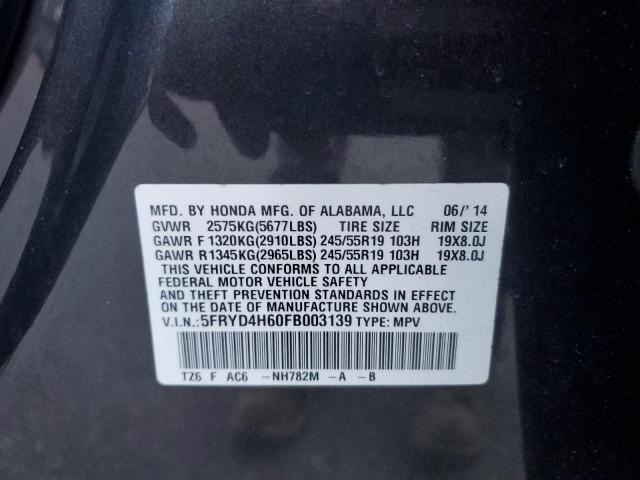 MFD. BY HONDA MFG. OF ALABAMA, LLC 06/'14
GVWR 2575KG(5677LBS) TIRE SIZE RIM SIZE
GAWR F 1320KG(2910LBS) 245/55R19 103H 19X8.0J
GAWR R1345KG(2965LBS) 245/55R19 103H 19X8.0J
THIS VEHICLE CONFORMS TO ALL APPLICABLE
FEDERAL MOTOR VEHICLE SAFETY
AND THEFT PREVENTION STANDARDS IN EFFECT
ON THE DATE OF MANUFACTURE SHOWN ABOVE.
V.I.N.:5FRYD4H60FB003139 TYPE: MPV
TZ6 F AC6 -NH782M -A -B